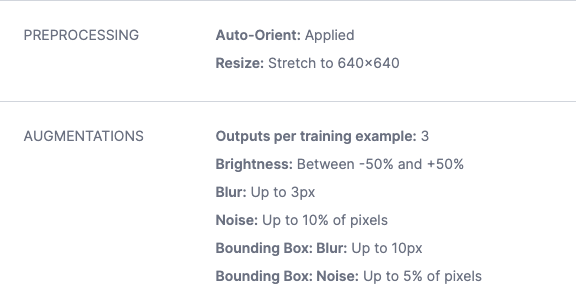 PREPROCESSING
Auto-Orient: Applied
Resize: Stretch to 640×640
AUGMENTATIONS
Outputs per training example: 3
Brightness: Between -50% and +50%
Blur: Up to 3px
Noise: Up to 10% of pixels
Bounding Box: Blur: Up to 10px
Bounding Box: Noise: Up to 5% of pixels